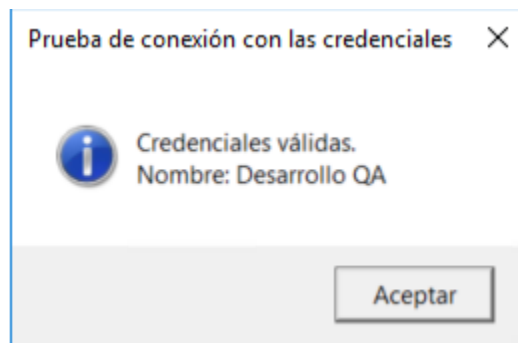 Prueba de conexión con las credenciales
Credenciales válidas.
Nombre: Desarrollo QA
Aceptar